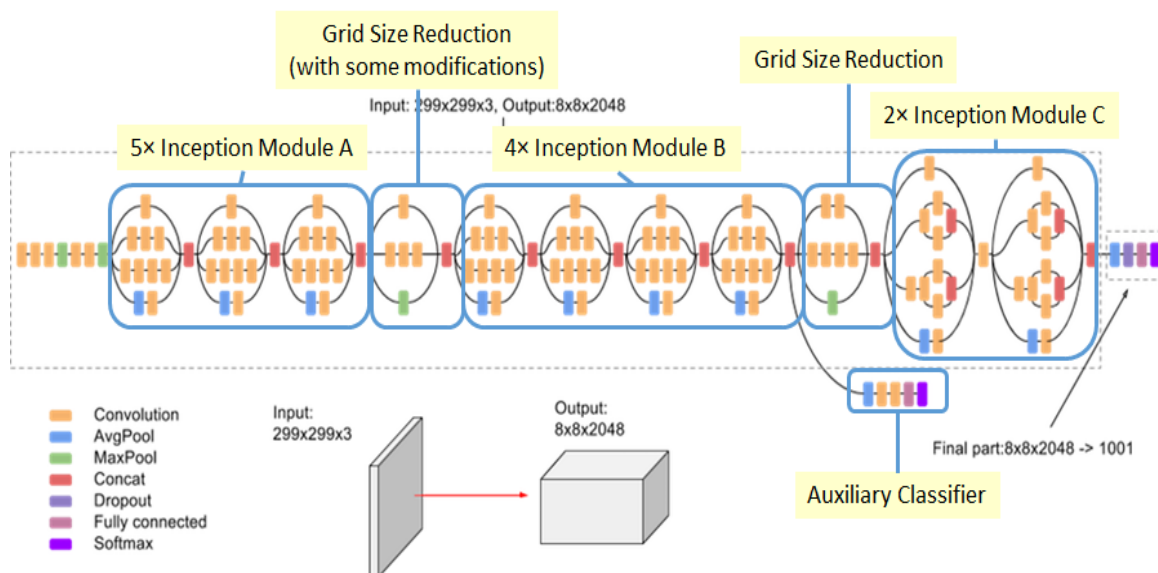 Grid Size Reduction
(with some modifications)
Grid Size Reduction
Input: 299x299x3, Output:8x8x2048
5× Inception Module A
4× Inception Module B
2× Inception Module C
Convolution
AvgPool
MaxPool
Concat
Dropout
Fully connected
Softmax
Input:
299x299x3
Output:
8x8x2048
Final part:8x8x2048 -> 1001
Auxiliary Classifier